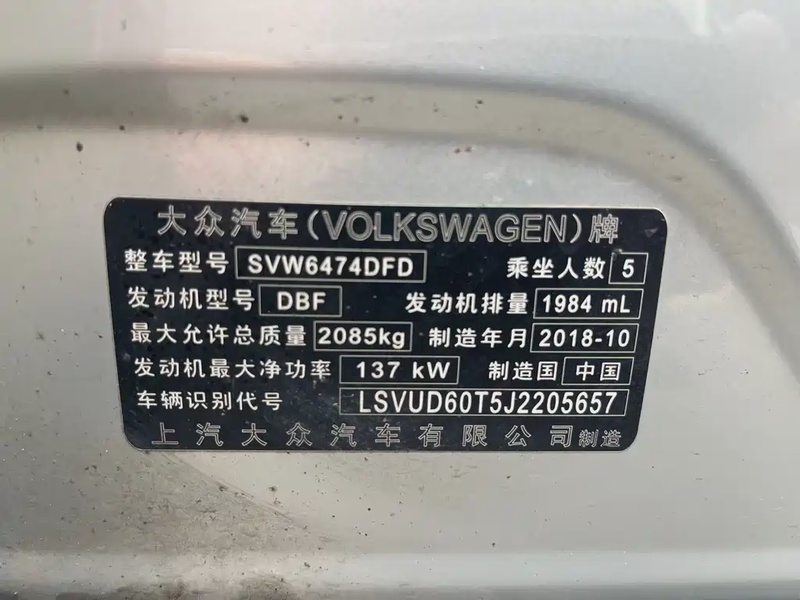 大众汽车(VOLKSWAGEN)牌
整车型号 SVW6474DFD 乘坐人数 5
发动机型号 DBF 发动机排量 1984 mL
最大允许总质量 2085kg 制造年月 2018-10
发动机最大净功率 137 kW 制造国 中国
车辆识别代号 LSVUD60T5J2205657
上汽大众汽车有限公司制造